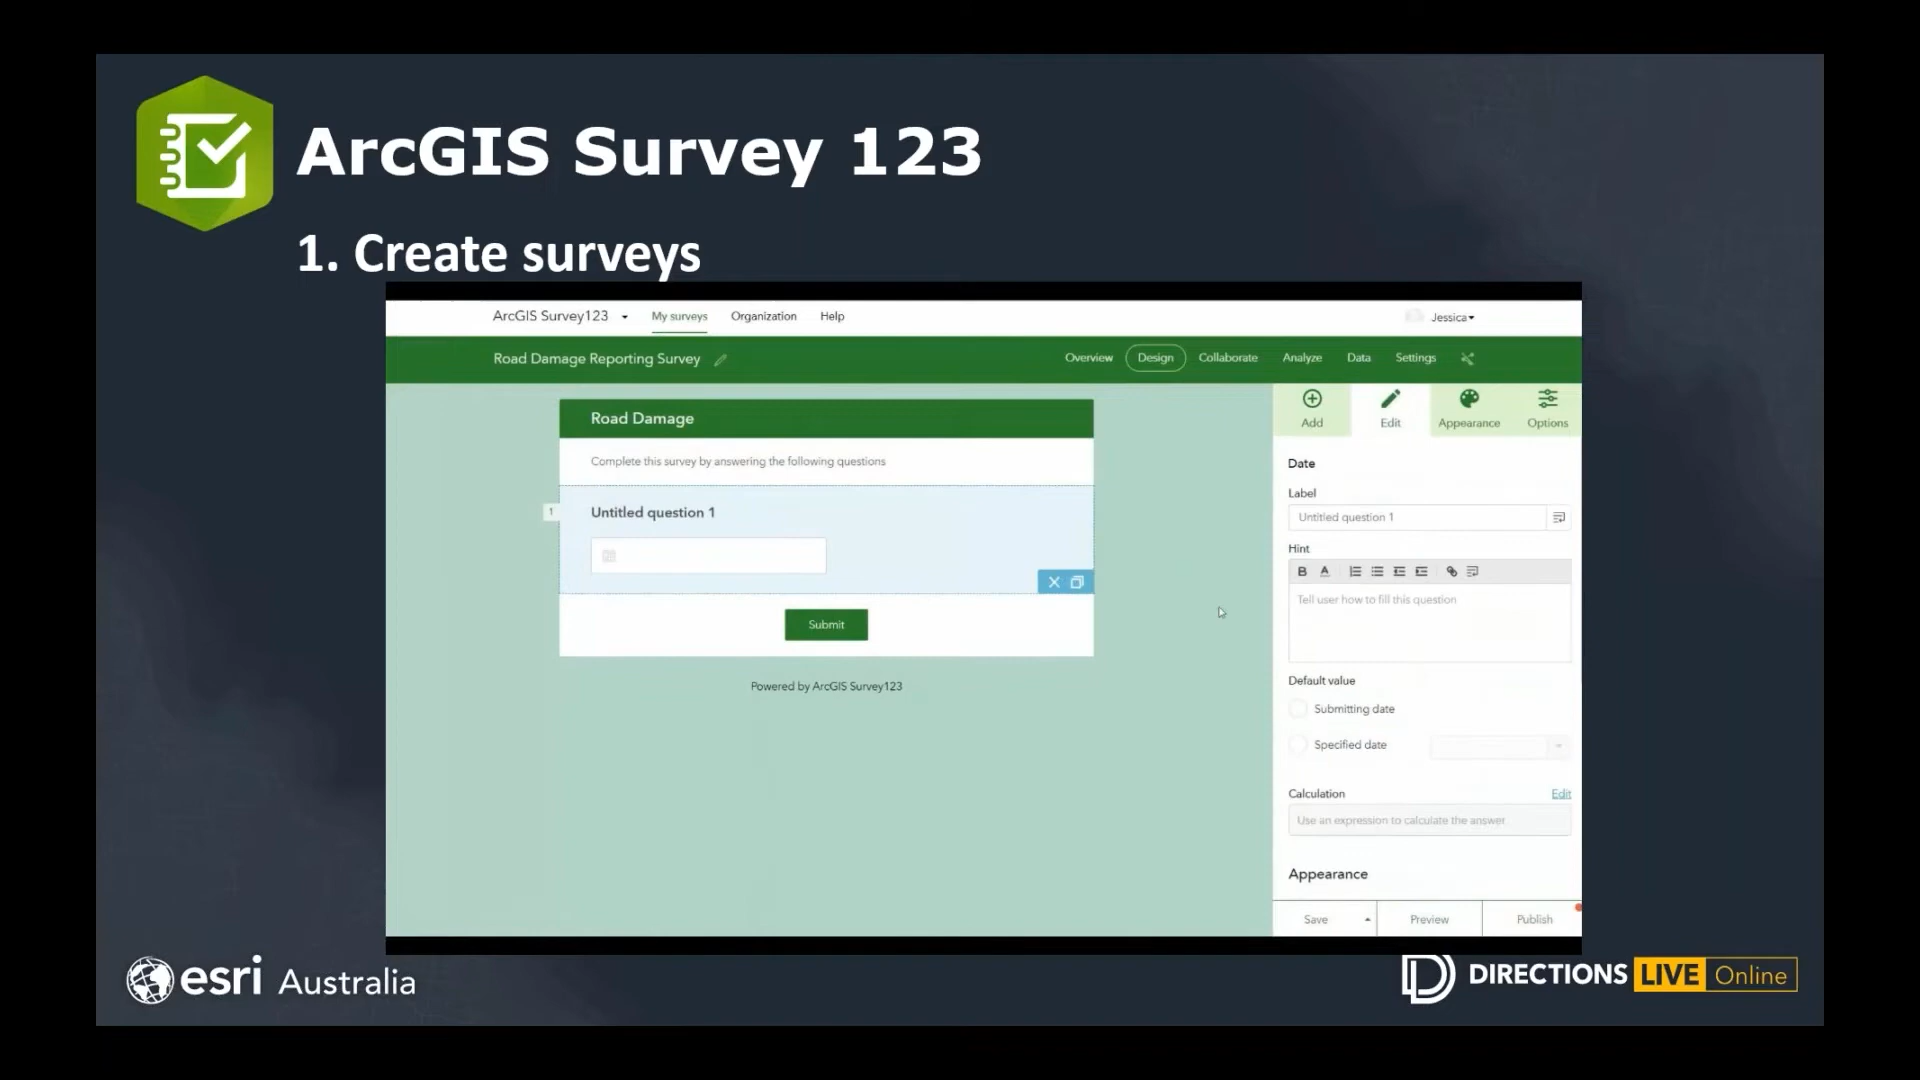 ArcGIS Survey 123
1. Create surveys
ArcGIS Survey123 My surveys Organization Help Jessica
Road Damage Reporting Survey Overview Design Collaborate Analyze Data Settings
Add Edit Appearance Options
Road Damage
Complete this survey by answering the following questions
1 Untitled question 1
Submit
Powered by ArcGIS Survey123
Date
Label
Untitled question 1
Hint
B A
Tell user how to fill this question
Default value
Submitting date
Specified date
Calculation Edit
Use an expression to calculate the answer
Appearance
Save Preview Publish
esri Australia
DIRECTIONS LIVE Online